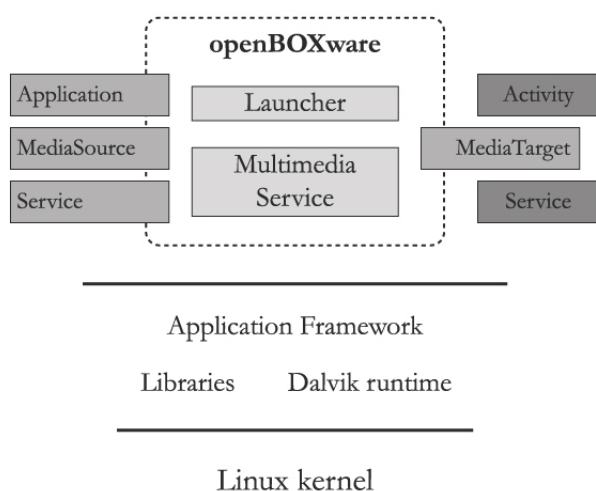 openBOXware
Application
Launcher
Activity
MediaSource
MediaTarget
Multimedia
Service
Service
Service
Application Framework
Libraries
Dalvik runtime
Linux kernel